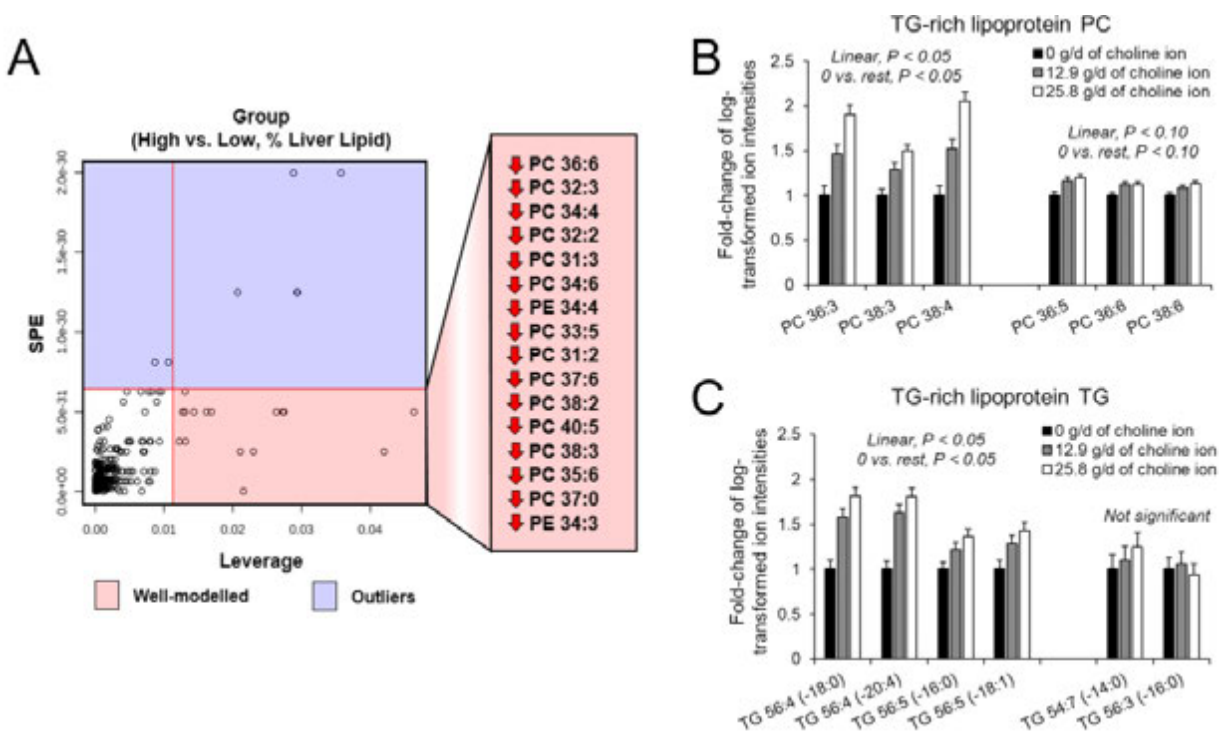 A
Group
(High vs. Low, % Liver Lipid)
SPE
2.0e-30
1.5e-30
1.0e-30
5.0e-31
0.0e+00
0.00
0.01
0.02
0.03
0.04
Leverage
Well-modelled
Outliers
PC 36:6
PC 32:3
PC 34:4
PC 32:2
PC 31:3
PC 34:6
PE 34:4
PC 33:5
PC 31:2
PC 37:6
PC 38:2
PC 40:5
PC 38:3
PC 35:6
PC 37:0
PE 34:3
B
TG-rich lipoprotein PC
Linear, P < 0.05
0 vs. rest, P < 0.05
0 g/d of choline ion
12.9 g/d of choline ion
25.8 g/d of choline ion
Linear, P < 0.10
0 vs. rest, P < 0.10
Fold-change of log-
transformed ion intensities
2.5
2
1.5
1
0.5
0
PC 36:3
PC 38:3
PC 38:4
PC 36:5
PC 36:6
PC 38:6
C
TG-rich lipoprotein TG
Linear, P < 0.05
0 vs. rest, P < 0.05
0 g/d of choline ion
12.9 g/d of choline ion
25.8 g/d of choline ion
Not significant
Fold-change of log-
transformed ion intensities
2.5
2
1.5
1
0.5
0
TG 56:4 (-18:0)
TG 56:4 (-20:4)
TG 56:5 (-16:0)
TG 56:5 (-18:1)
TG 54:7 (-14:0)
TG 56:3 (-16:0)